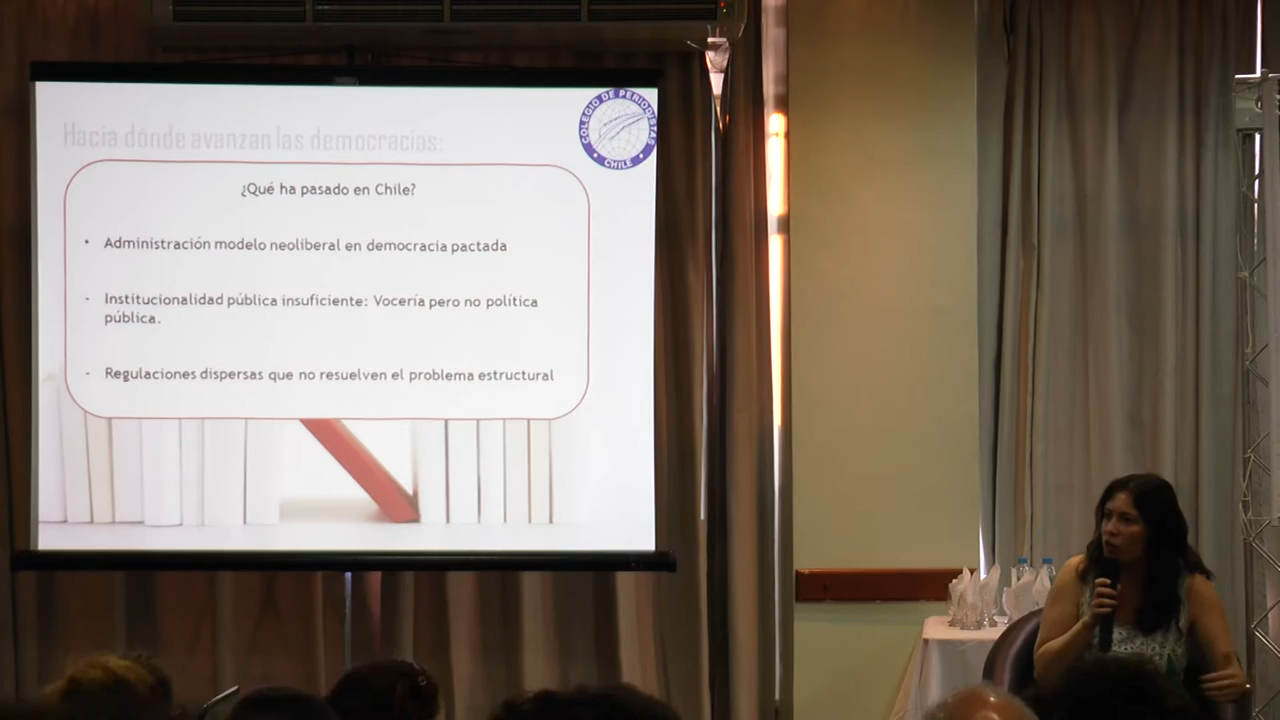 Hacia dónde avanzan las democracias:
COLEGIO DE PERIODISTAS
• CHILE •
¿Qué ha pasado en Chile?
• Administración modelo neoliberal en democracia pactada
- Institucionalidad pública insuficiente: Vocería pero no política
pública.
- Regulaciones dispersas que no resuelven el problema estructural